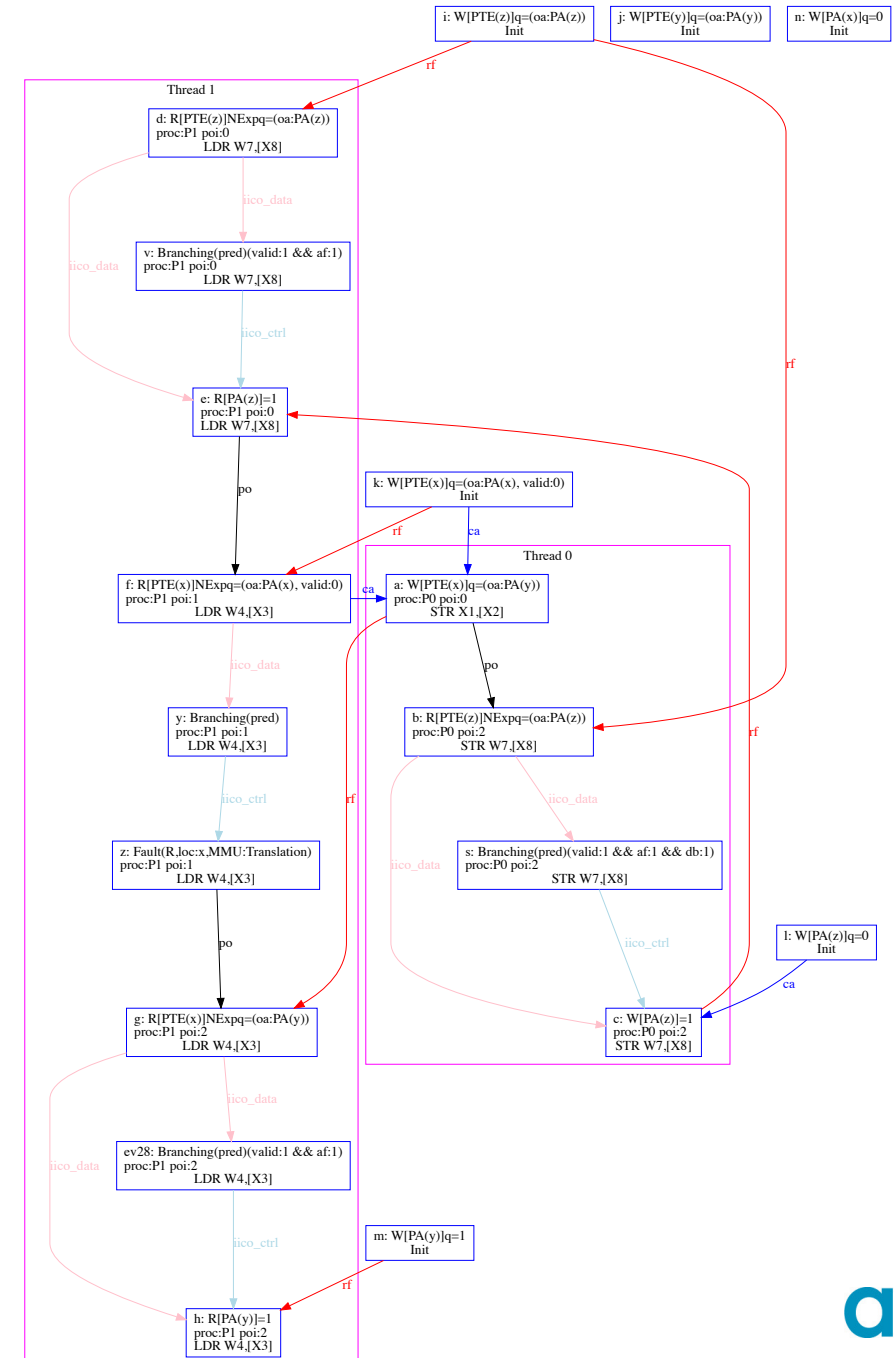 i: W[PTE(z)]q=(oa:PA(z))
Init
j: W[PTE(y)]q=(oa:PA(y))
Init
n: W[PA(x)]q=0
Init
rf
Thread 1
d: R[PTE(z)]NExpq=(oa:PA(z))
proc:P1 poi:0
LDR W7,[X8]
iico_data
v: Branching(pred)(valid:1 && af:1)
proc:P1 poi:0
LDR W7,[X8]
iico_data
iico_ctrl
rf
e: R[PA(z)]=1
proc:P1 poi:0
LDR W7,[X8]
po
k: W[PTE(x)]q=(oa:PA(x), valid:0)
Init
rf
ca
Thread 0
f: R[PTE(x)]NExpq=(oa:PA(x), valid:0)
proc:P1 poi:1
LDR W4,[X3]
ca
a: W[PTE(x)]q=(oa:PA(y))
proc:P0 poi:0
STR X1,[X2]
iico_data
po
y: Branching(pred)
proc:P1 poi:1
LDR W4,[X3]
b: R[PTE(z)]NExpq=(oa:PA(z))
proc:P0 poi:2
STR W7,[X8]
rf
iico_ctrl
rf
iico_data
z: Fault(R,loc:x,MMU:Translation)
proc:P1 poi:1
LDR W4,[X3]
iico_data
s: Branching(pred)(valid:1 && af:1 && db:1)
proc:P0 poi:2
STR W7,[X8]
po
iico_ctrl
l: W[PA(z)]q=0
Init
ca
g: R[PTE(x)]NExpq=(oa:PA(y))
proc:P1 poi:2
LDR W4,[X3]
c: W[PA(z)]=1
proc:P0 poi:2
STR W7,[X8]
iico_data
ev28: Branching(pred)(valid:1 && af:1)
proc:P1 poi:2
LDR W4,[X3]
iico_data
iico_ctrl
m: W[PA(y)]q=1
Init
rf
h: R[PA(y)]=1
proc:P1 poi:2
LDR W4,[X3]
a